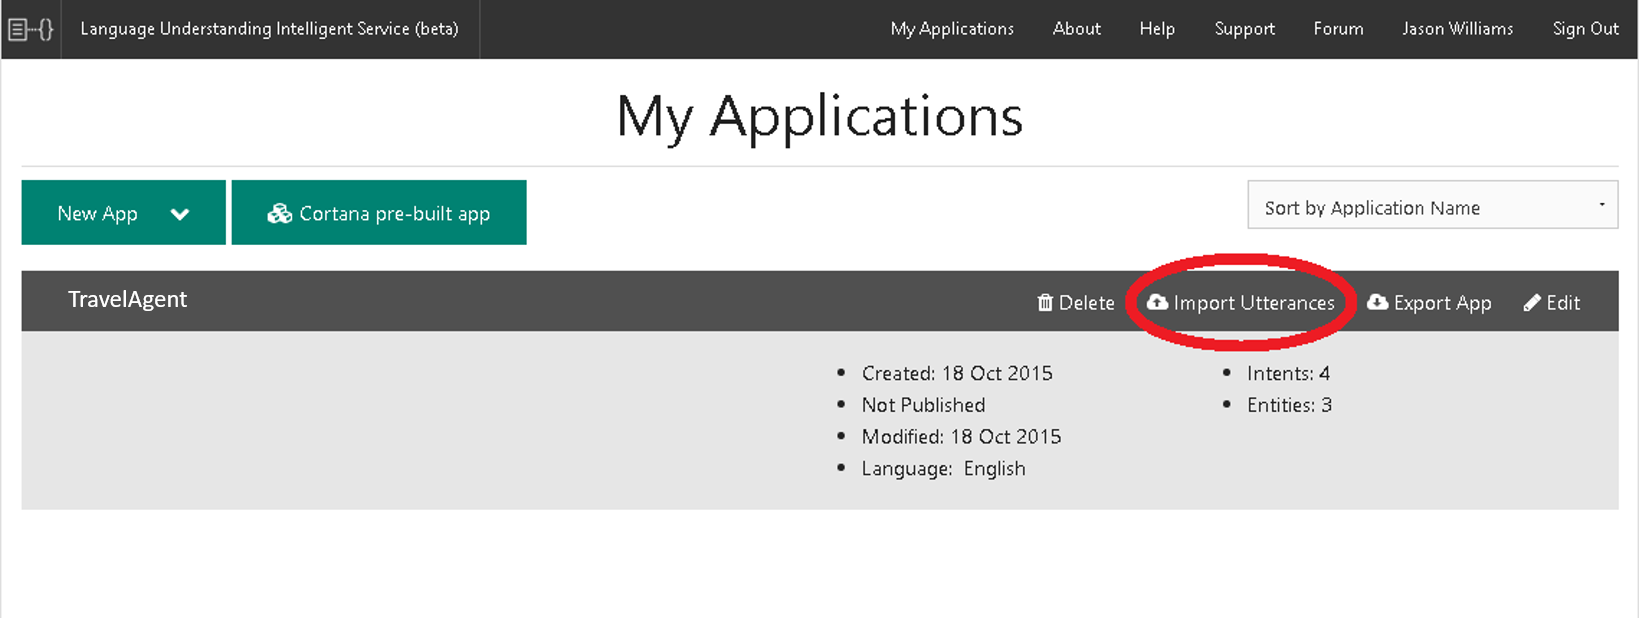 Language Understanding Intelligent Service (beta) My Applications About Help Support Forum Jason Williams Sign Out
My Applications
New App Cortana pre-built app Sort by Application Name
TravelAgent Delete Import Utterances Export App Edit
Created: 18 Oct 2015 Intents: 4
Not Published Entities: 3
Modified: 18 Oct 2015
Language: English